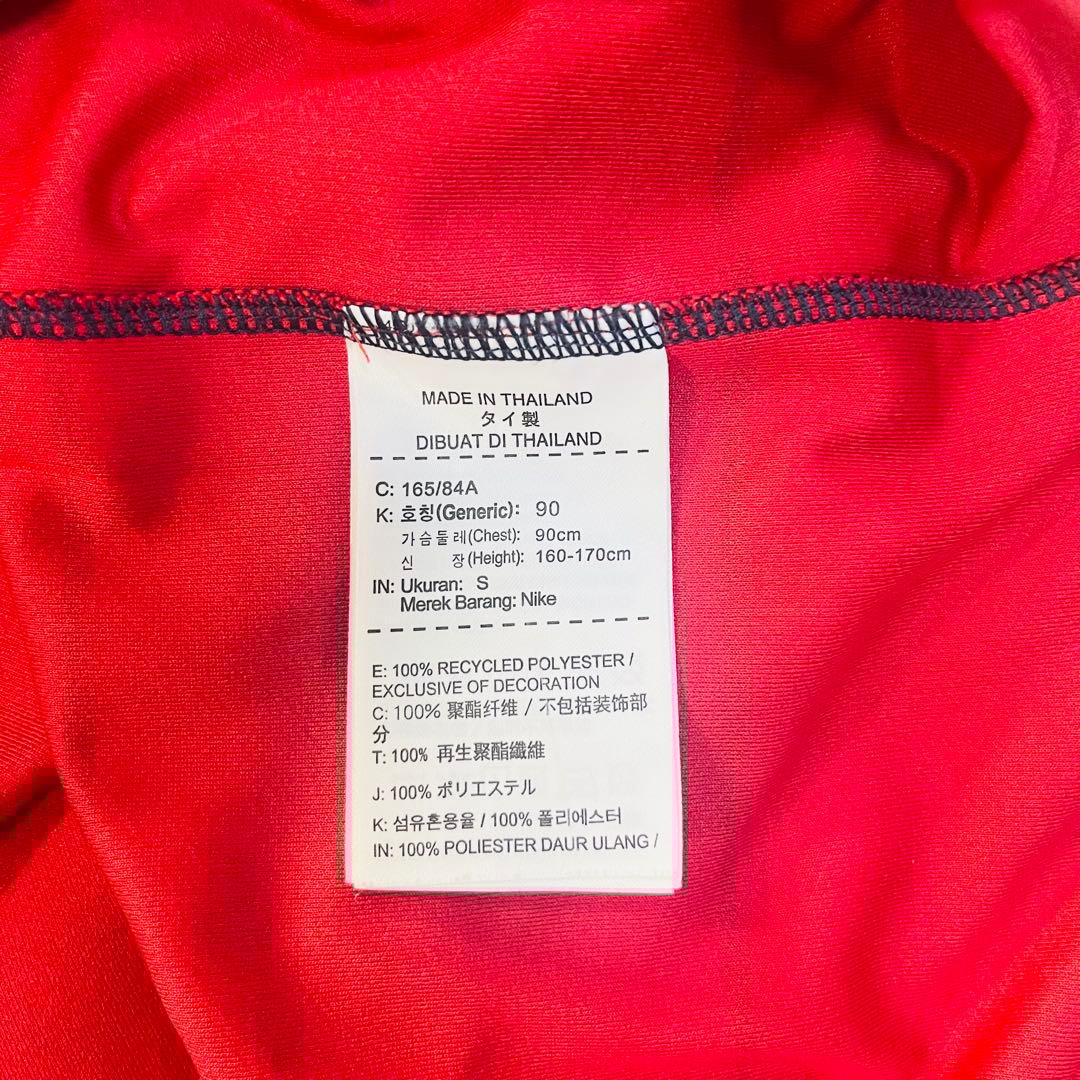 MADE IN THAILAND
タイ製
DIBUAT DI THAILAND
C: 165/84A
K: 호칭(Generic): 90
가슴둘레(Chest): 90cm
신 장(Height): 160-170cm
IN: Ukuran: S
Merek Barang: Nike
E: 100% RECYCLED POLYESTER /
EXCLUSIVE OF DECORATION
C: 100% 聚酯纤维 / 不包括装饰部
分
T: 100% 再生聚酯纖維
J: 100% ポリエステル
K: 섬유혼용율 / 100% 폴리에스터
IN: 100% POLIESTER DAUR ULANG /